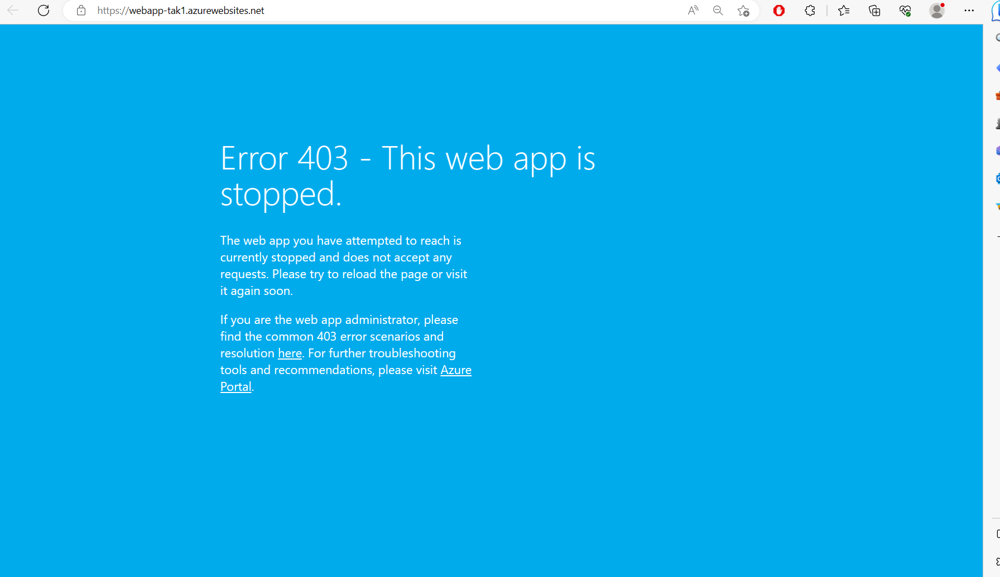 https://webapp-tak1.azurewebsites.net
Error 403 - This web app is
stopped.
The web app you have attempted to reach is
currently stopped and does not accept any
requests. Please try to reload the page or visit
it again soon.
If you are the web app administrator, please
find the common 403 error scenarios and
resolution here. For further troubleshooting
tools and recommendations, please visit Azure
Portal.